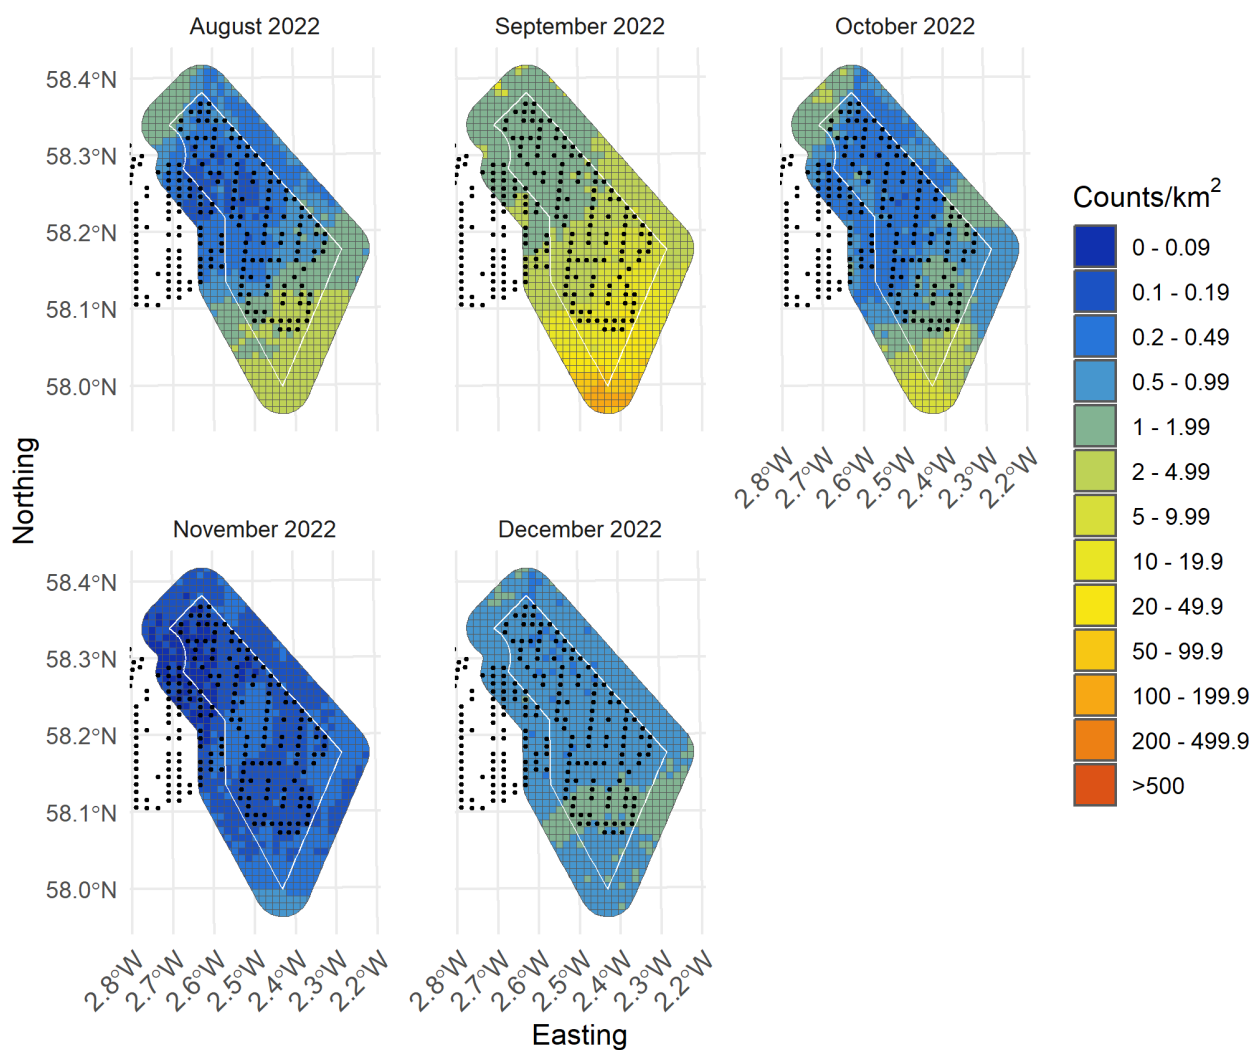 August 2022
September 2022
October 2022
58.4°N
58.3°N
58.2°N
58.1°N
58.0°N
2.8°W
2.7°W
2.6°W
2.5°W
2.4°W
2.3°W
2.2°W
November 2022
December 2022
58.4°N
58.3°N
58.2°N
58.1°N
58.0°N
2.8°W
2.7°W
2.6°W
2.5°W
2.4°W
2.3°W
2.2°W
2.8°W
2.7°W
2.6°W
2.5°W
2.4°W
2.3°W
2.2°W
Northing
Easting
Counts/km²
0 - 0.09
0.1 - 0.19
0.2 - 0.49
0.5 - 0.99
1 - 1.99
2 - 4.99
5 - 9.99
10 - 19.9
20 - 49.9
50 - 99.9
100 - 199.9
200 - 499.9
>500